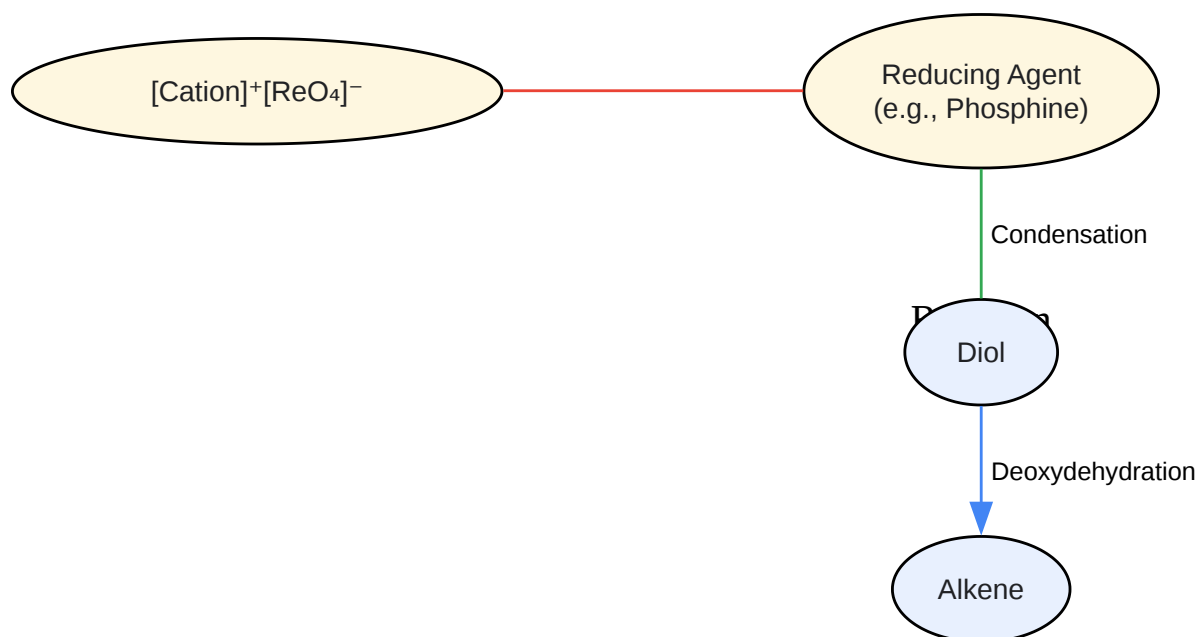 [Cation]⁺[ReO₄]⁻
Reducing Agent
(e.g., Phosphine)
Condensation
Diol
Deoxydehydration
Alkene